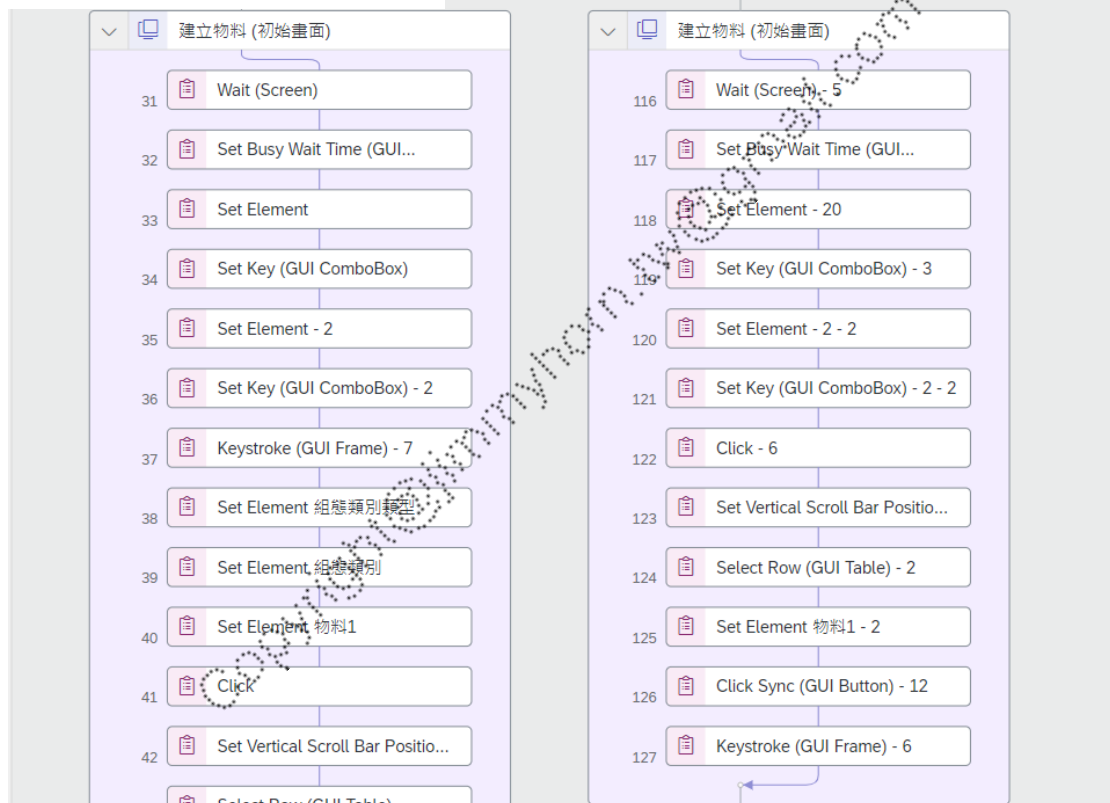 建立物料 (初始畫面)
31 Wait (Screen)
32 Set Busy Wait Time (GUI...
33 Set Element
34 Set Key (GUI ComboBox)
35 Set Element - 2
36 Set Key (GUI ComboBox) - 2
37 Keystroke (GUI Frame) - 7
38 Set Element 組態類別類型
39 Set Element 組態類別
40 Set Element 物料1
41 Click
42 Set Vertical Scroll Bar Positio...
Select Row (GUI Table)
建立物料 (初始畫面)
116 Wait (Screen) - 5
117 Set Busy Wait Time (GUI...
118 Set Element - 20
119 Set Key (GUI ComboBox) - 3
120 Set Element - 2 - 2
121 Set Key (GUI ComboBox) - 2 - 2
122 Click - 6
123 Set Vertical Scroll Bar Positio...
124 Select Row (GUI Table) - 2
125 Set Element 物料1 - 2
126 Click Sync (GUI Button) - 12
127 Keystroke (GUI Frame) - 6